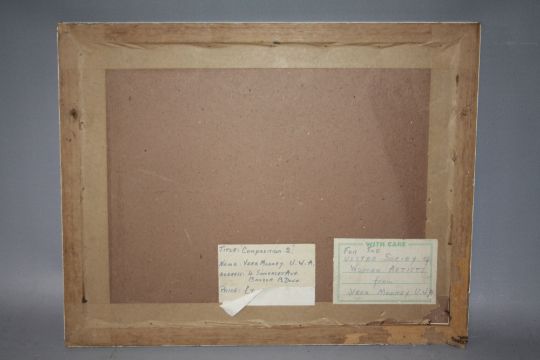 TITLE: "COMPOSITION 2"
NAME: VERA MOONEY U.W.A.
ADDRESS: 12 SOMERSET AVE
BANGOR Co. DOWN
PRICE: £
WITH CARE
FOR THE
ULSTER SOCIETY of
WOMEN ARTISTS
from
VERA MOONEY U.W.A